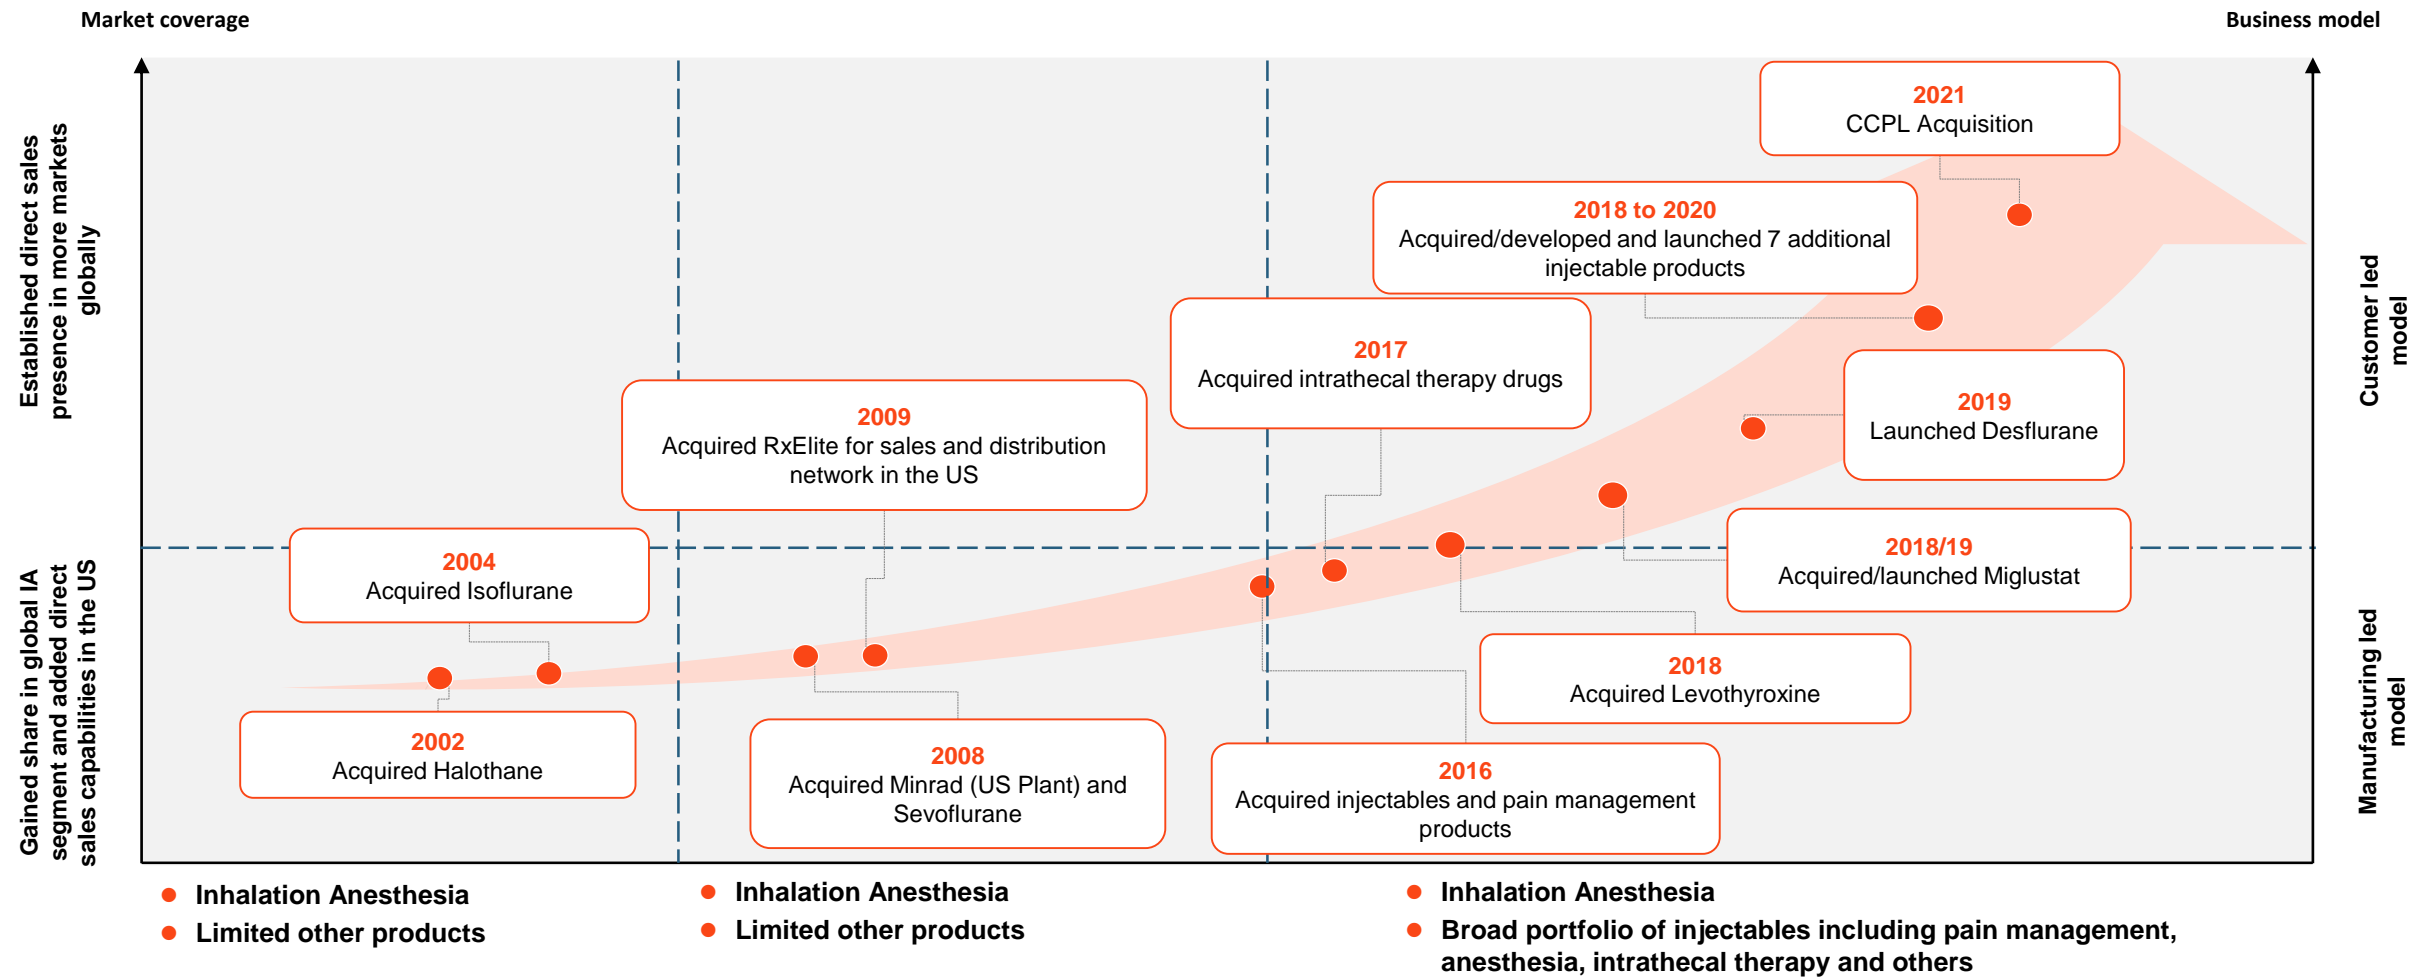 Market coverage
Business model
Established direct sales
presence in more markets
globally
Gained share in global IA
segment and added direct
sales capabilities in the US
2002
Acquired Halothane
2004
Acquired Isoflurane
2008
Acquired Minrad (US Plant) and
Sevoflurane
2009
Acquired RxElite for sales and distribution
network in the US
2016
Acquired injectables and pain management
products
2017
Acquired intrathecal therapy drugs
2018
Acquired Levothyroxine
2018/19
Acquired/launched Miglustat
2019
Launched Desflurane
2018 to 2020
Acquired/developed and launched 7 additional
injectable products
2021
CCPL Acquisition
Customer led
model
Manufacturing led
model
Inhalation Anesthesia
Limited other products
Inhalation Anesthesia
Limited other products
Inhalation Anesthesia
Broad portfolio of injectables including pain management,
anesthesia, intrathecal therapy and others